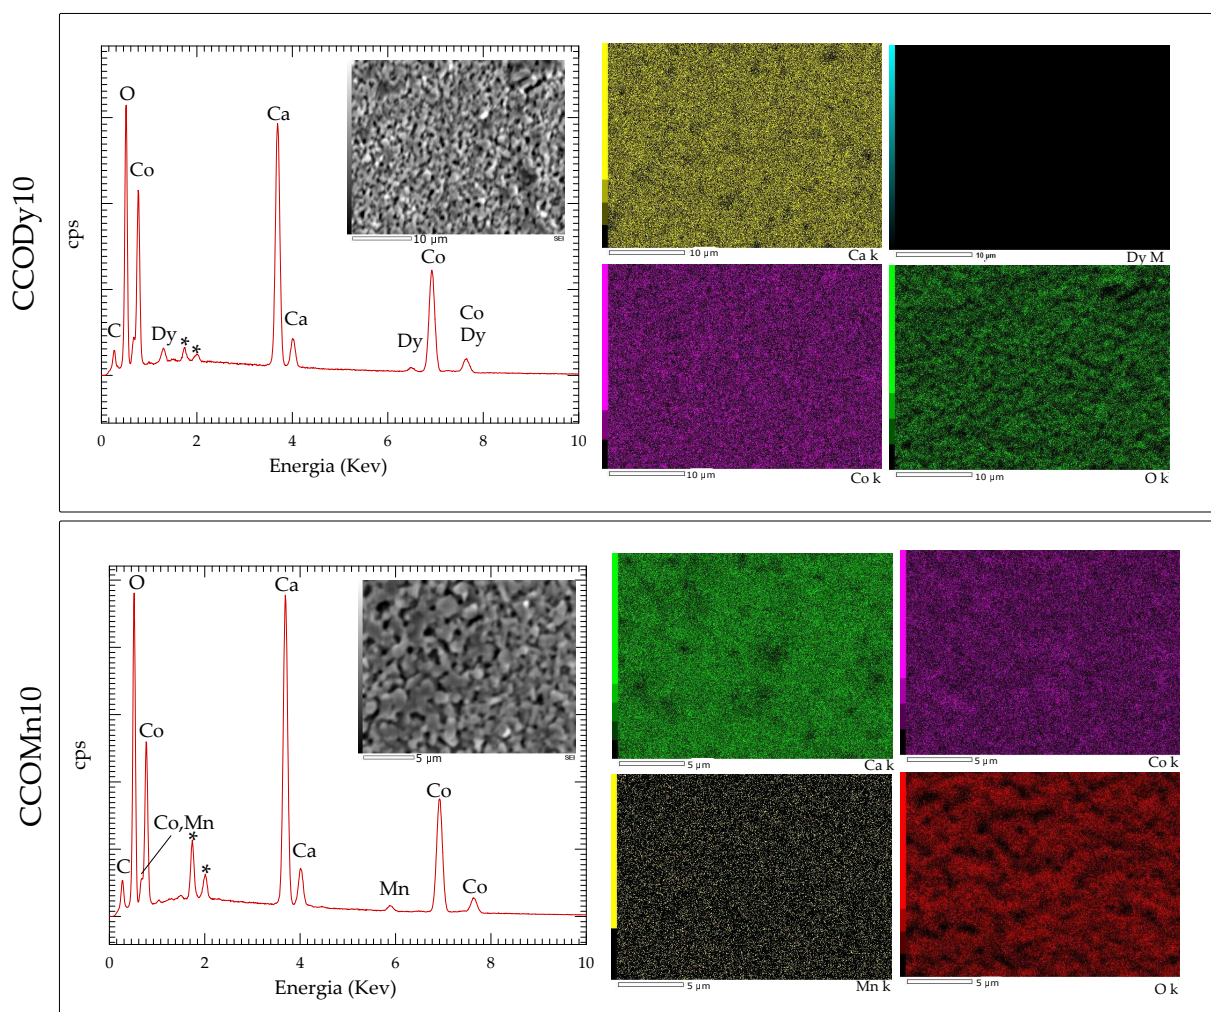 CCODy10
cps
O
Co
C
Dy
*
*
Ca
Ca
10 µm
SEI
Co
Dy
Co
Dy
0 2 4 6 8 10
Energia (Kev)
10 µm
Ca k
10 µm
Dy M
10 µm
Co k
10 µm
O k
CCOMn10
cps
O
Co
Co,Mn
C
*
*
Ca
Ca
5 µm
SEI
Mn
Co
Co
0 2 4 6 8 10
Energia (Kev)
5 µm
Ca k
5 µm
Co k
5 µm
Mn k
5 µm
O k